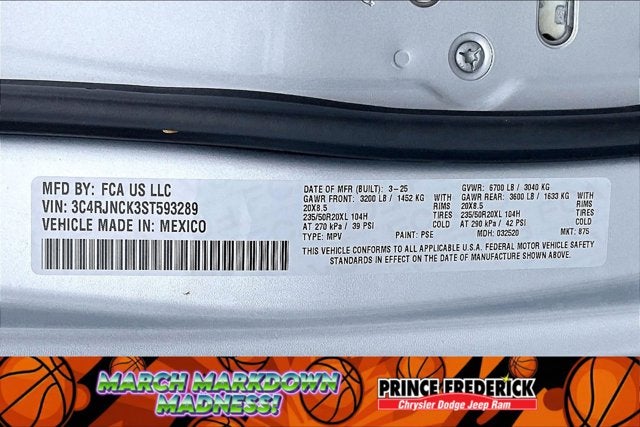 MFD BY: FCA US LLC
VIN: 3C4RJNCK3ST593289
VEHICLE MADE IN: MEXICO
DATE OF MFR (BUILT): 3-25
GAWR FRONT: 3200 LB / 1452 KG WITH
20X8.5 RIMS
235/50R20XL 104H TIRES
AT 270 kPa / 39 PSI COLD
TYPE: MPV PAINT: PSE
GVWR: 6700 LB / 3040 KG
GAWR REAR: 3600 LB / 1633 KG WITH
20X8.5 RIMS
235/50R20XL 104H TIRES
AT 290 kPa / 42 PSI COLD
MDH: 032520 MKT: 875
THIS VEHICLE CONFORMS TO ALL APPLICABLE U.S.A. FEDERAL MOTOR VEHICLE SAFETY
STANDARDS IN EFFECT ON THE DATE OF MANUFACTURE SHOWN ABOVE.
MARCH MARKDOWN
MADNESS!
PRINCE FREDERICK
Chrysler Dodge Jeep Ram